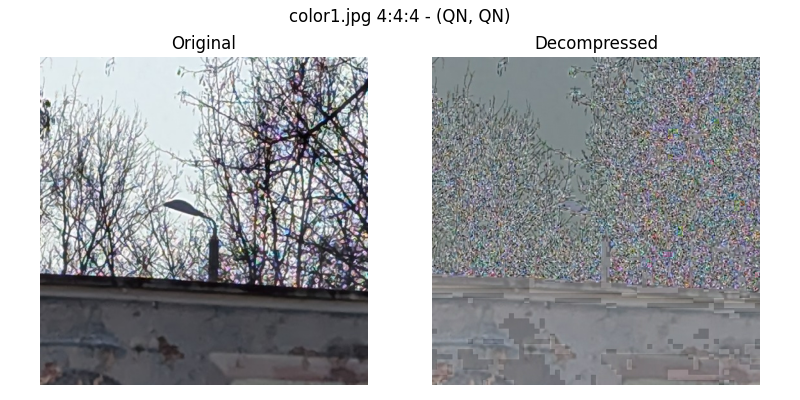 color1.jpg 4:4:4 - (QN, QN)
Original
Decompressed